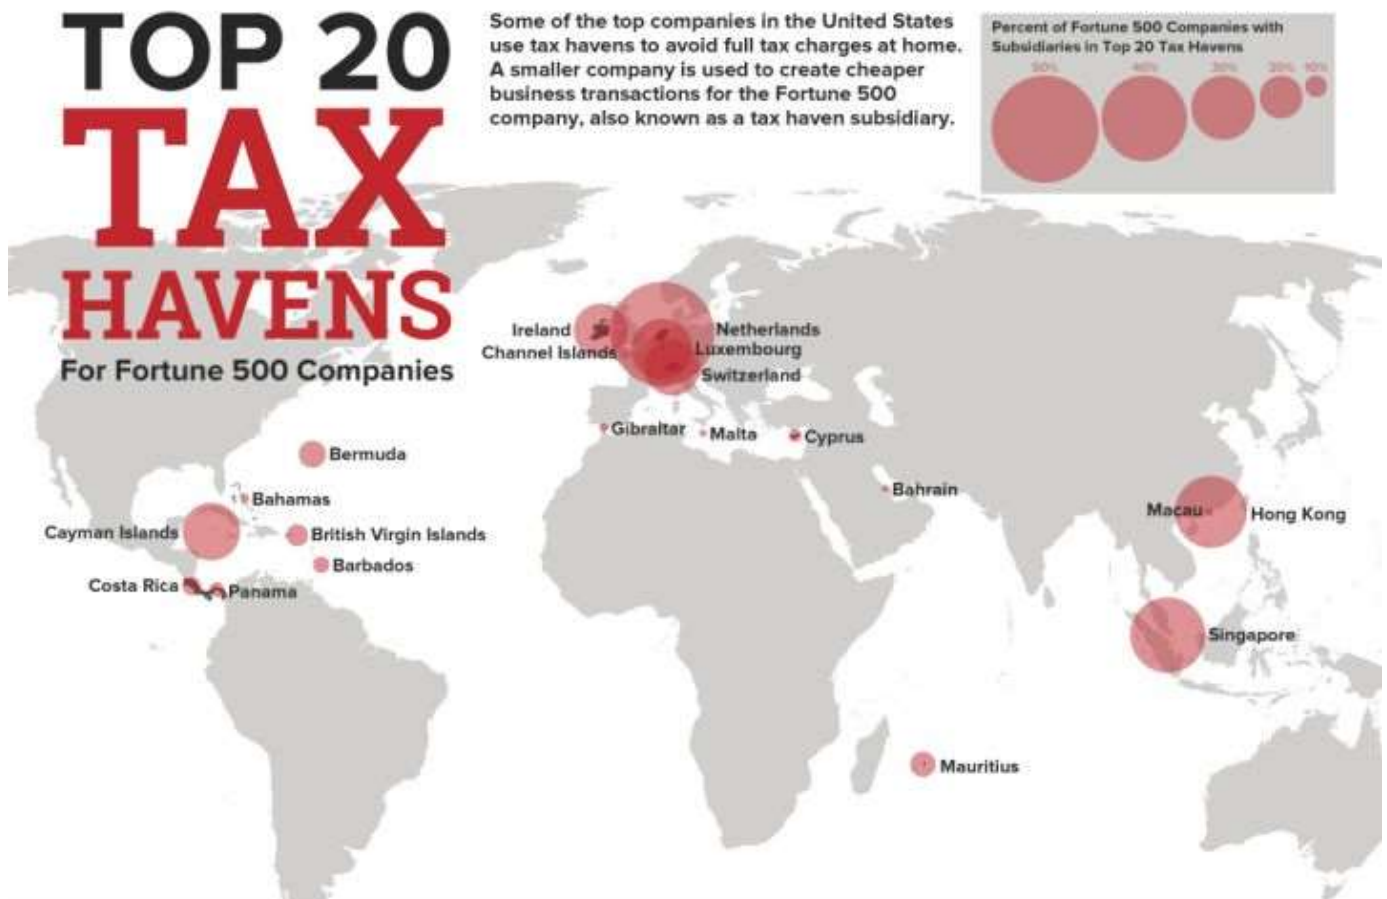 TOP 20
TAX
HAVENS
For Fortune 500 Companies
Some of the top companies in the United States
use tax havens to avoid full tax charges at home.
A smaller company is used to create cheaper
business transactions for the Fortune 500
company, also known as a tax haven subsidiary.
Percent of Fortune 500 Companies with
Subsidiaries in Top 20 Tax Havens
50% 40% 30% 20% 10%
Ireland
Netherlands
Channel Islands
Luxembourg
Switzerland
Gibraltar
Malta
Cyprus
Bermuda
Bahrain
Bahamas
Macau
Hong Kong
Cayman Islands
British Virgin Islands
Barbados
Costa Rica
Panama
Singapore
Mauritius